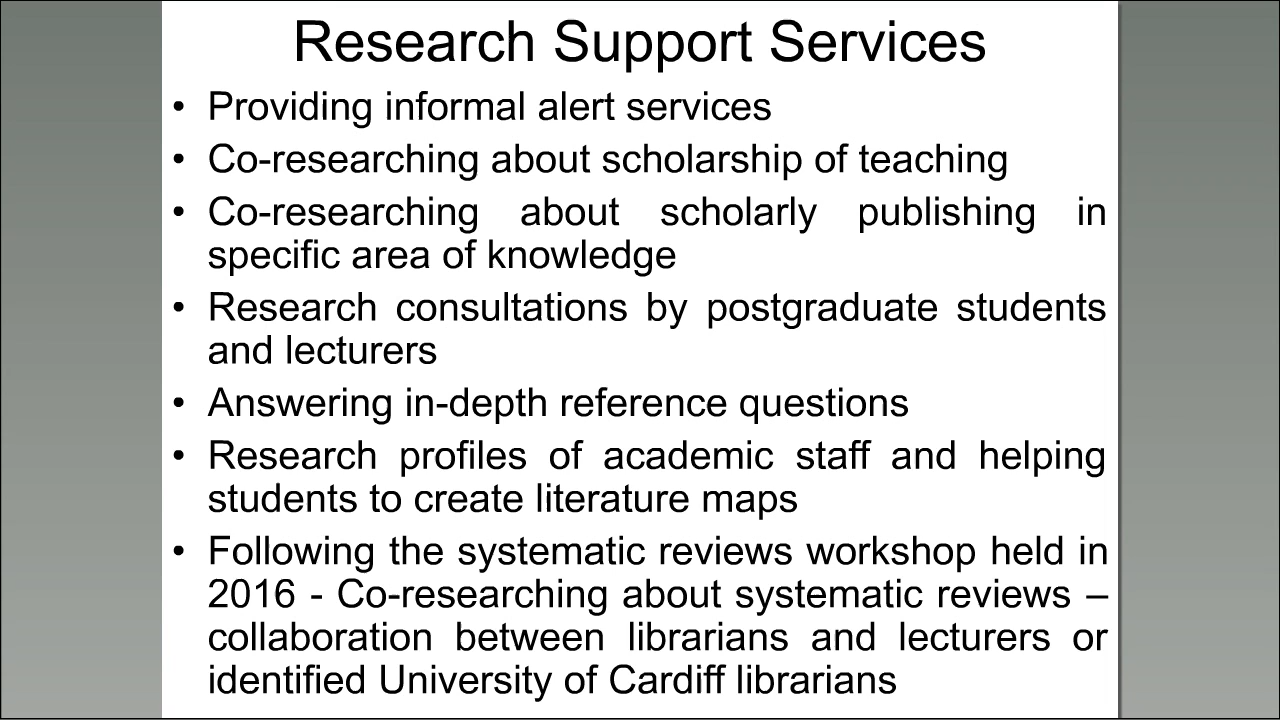 Research Support Services
• Providing informal alert services
• Co-researching about scholarship of teaching
• Co-researching about scholarly publishing in
specific area of knowledge
• Research consultations by postgraduate students
and lecturers
• Answering in-depth reference questions
• Research profiles of academic staff and helping
students to create literature maps
• Following the systematic reviews workshop held in
2016 - Co-researching about systematic reviews –
collaboration between librarians and lecturers or
identified University of Cardiff librarians